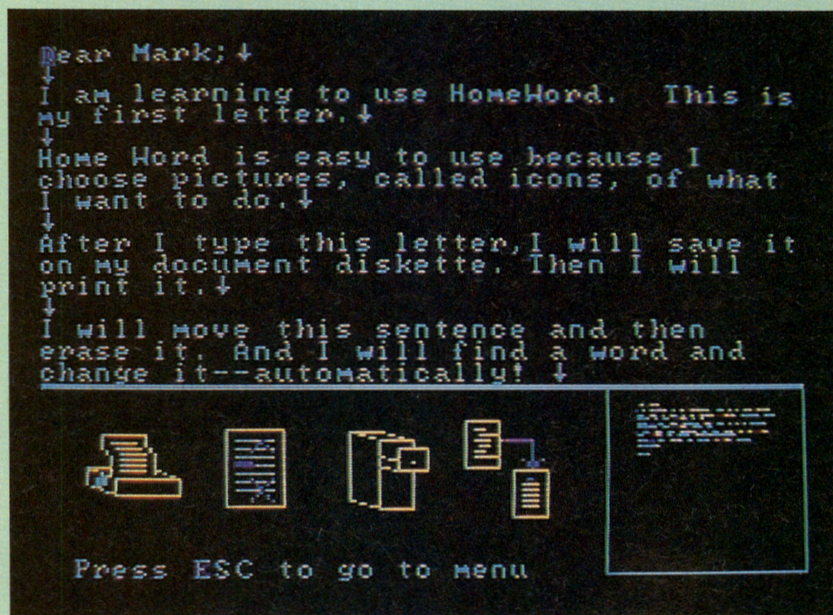 Dear Mark;↓
↓
I am learning to use HomeWord. This is
my first letter.↓
↓
Home Word is easy to use because I
choose pictures, called icons, of what
I want to do.↓
↓
After I type this letter,I will save it
on my document diskette. Then I will
print it.↓
↓
I will move this sentence and then
erase it. And I will find a word and
change it--automatically! ↓
Press ESC to go to menu